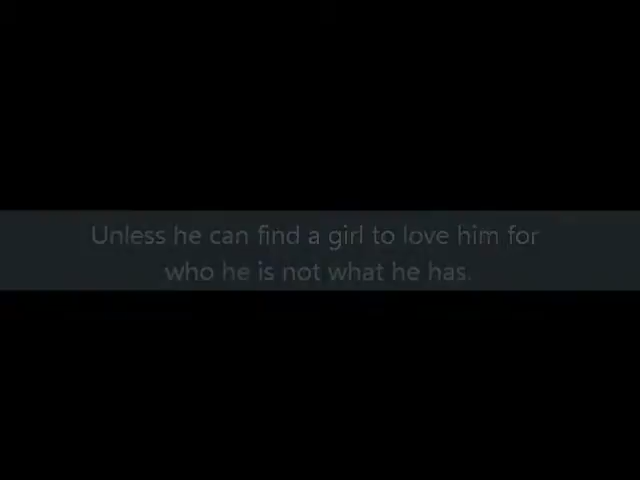 Unless he can find a girl to love him for
who he is not what he has.